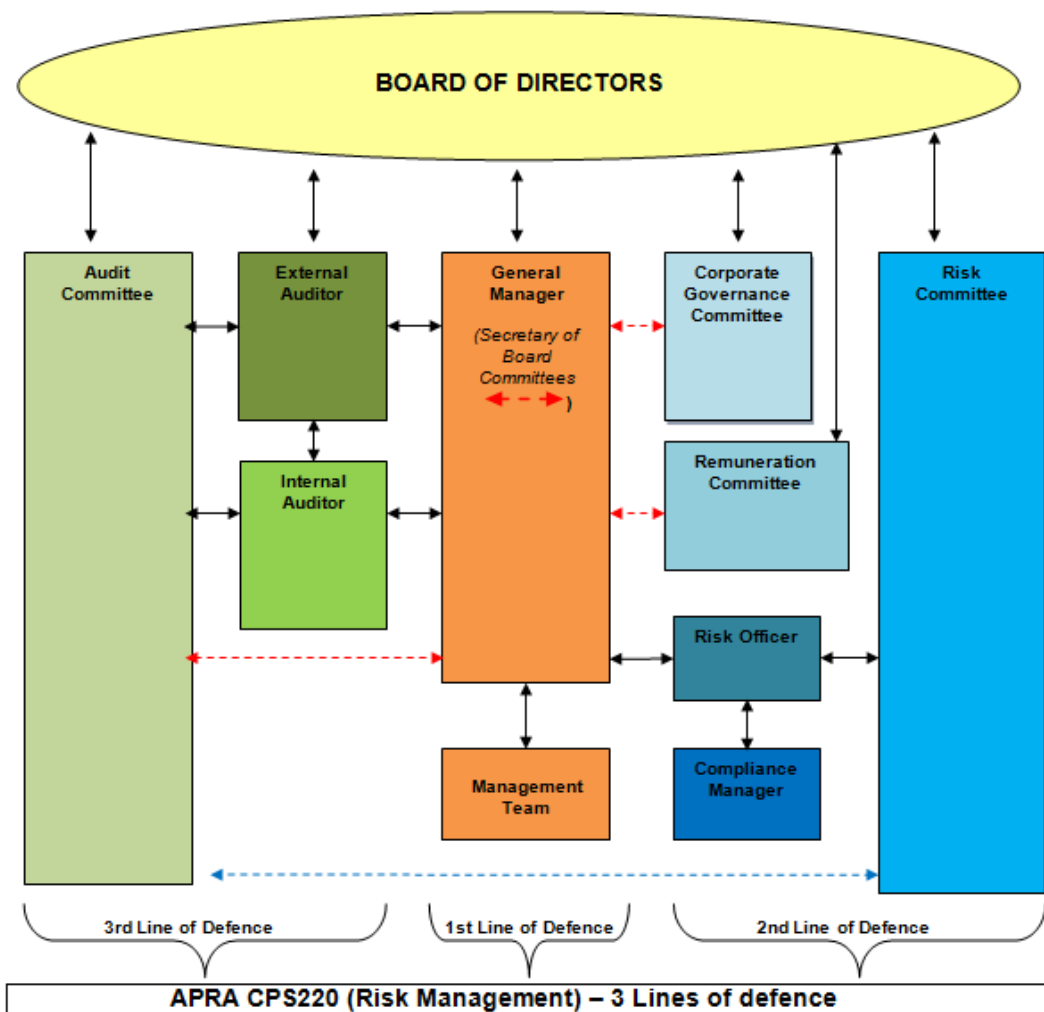 BOARD OF DIRECTORS
Audit
Committee
External
Auditor
General
Manager
(Secretary of
Board
Committees
)
Corporate
Governance
Committee
Risk
Committee
Internal
Auditor
Remuneration
Committee
Risk Officer
Management
Team
Compliance
Manager
3rd Line of Defence
1st Line of Defence
2nd Line of Defence
APRA CPS220 (Risk Management) – 3 Lines of defence